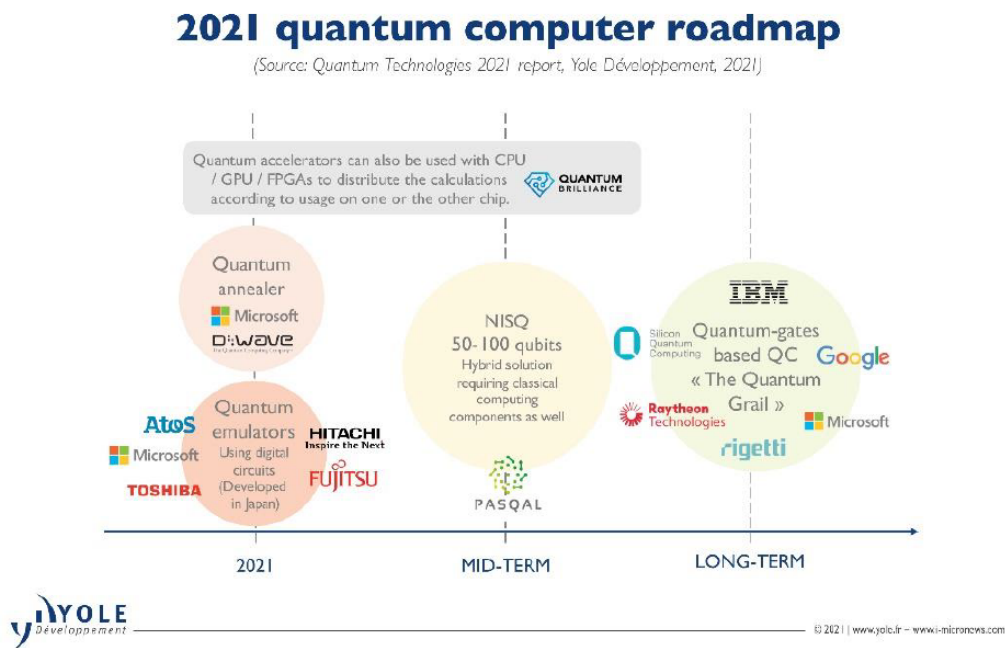 2021 quantum computer roadmap
(Source: Quantum Technologies 2021 report, Yole Développement, 2021)
Quantum accelerators can also be used with CPU
/ GPU / FPGAs to distribute the calculations
according to usage on one or the other chip.
QUANTUM
BRILLIANCE
Quantum
annealer
Microsoft
D:wave
The Quantum Computing Company
Quantum
emulators
Using digital
circuits
(Developed
in Japan)
Atos
Microsoft
TOSHIBA
HITACHI
Inspire the Next
FUJITSU
NISQ
50-100 qubits
Hybrid solution
requiring classical
computing
components as well
PASQAL
IBM
Quantum-gates
based QC
« The Quantum
Grail »
Silicon
Quantum
Computing
Google
Raytheon
Technologies
Microsoft
rigetti
2021
MID-TERM
LONG-TERM
YOLE
Développement
© 2021 | www.yole.fr – www.i-micronews.com